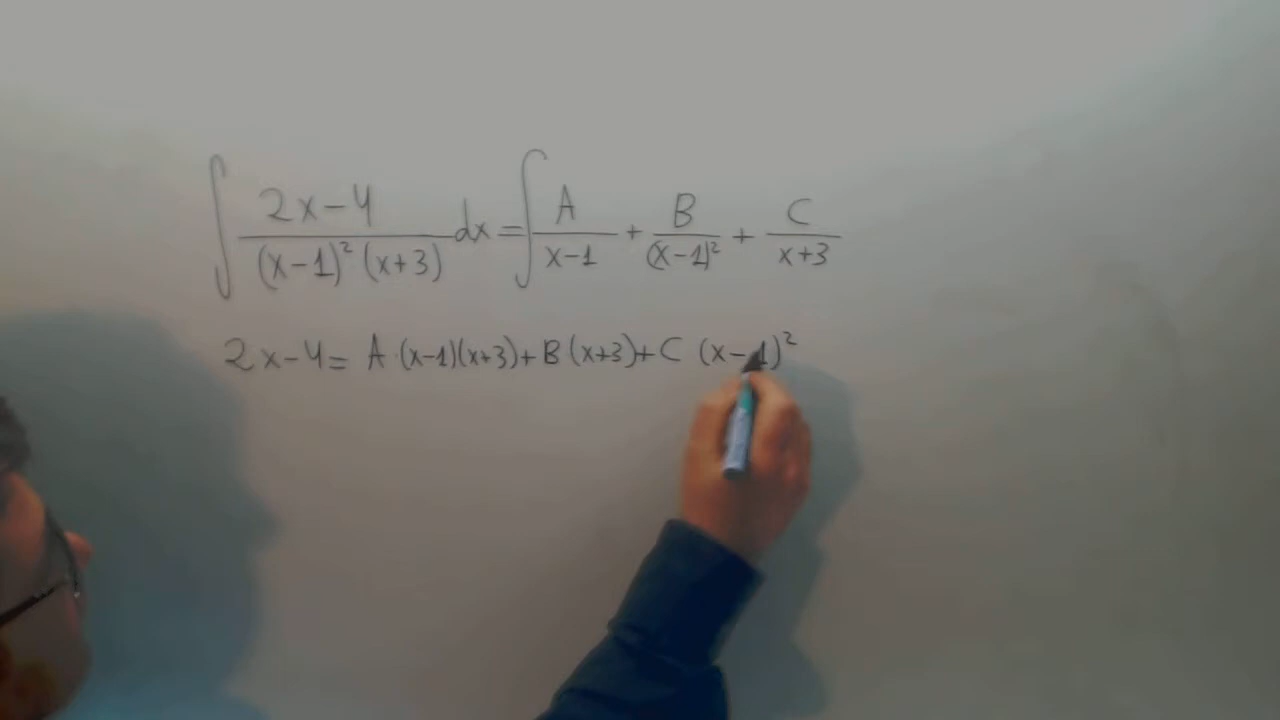 ∫ (2x-4)/((x-1)²(x+3)) dx = ∫ A/(x-1) + B/(x-1)² + C/(x+3)
2x-4= A·(x-1)(x+3)+B(x+3)+C (x-1)²